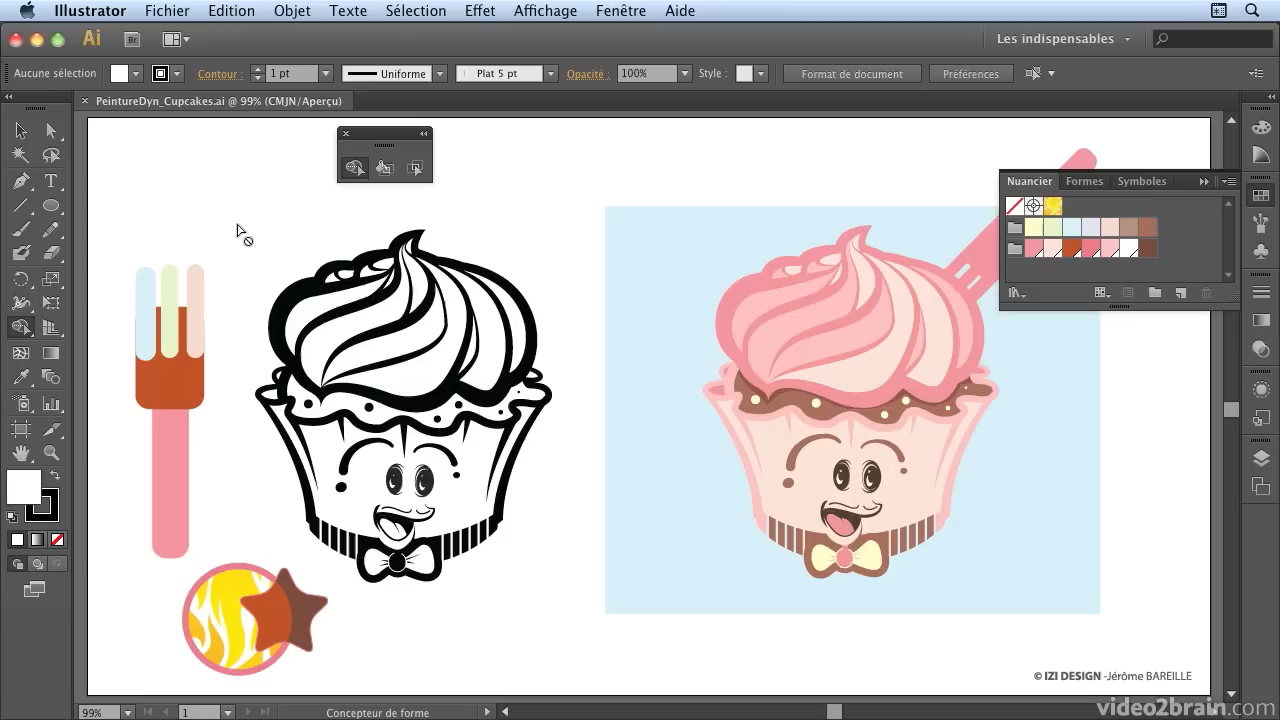 Illustrator Fichier Edition Objet Texte Sélection Effet Affichage Fenêtre Aide
Ai Br Les indispensables
Aucune sélection Contour : 1 pt Uniforme Plat 5 pt Opacité : 100% Style : Format de document Préférences
PeintureDyn_Cupcakes.ai @ 99% (CMJN/Aperçu)
Nuancier Formes Symboles
T
© IZI DESIGN -Jérôme BAREILLE
99% 1 Concepteur de forme
video2brain.com